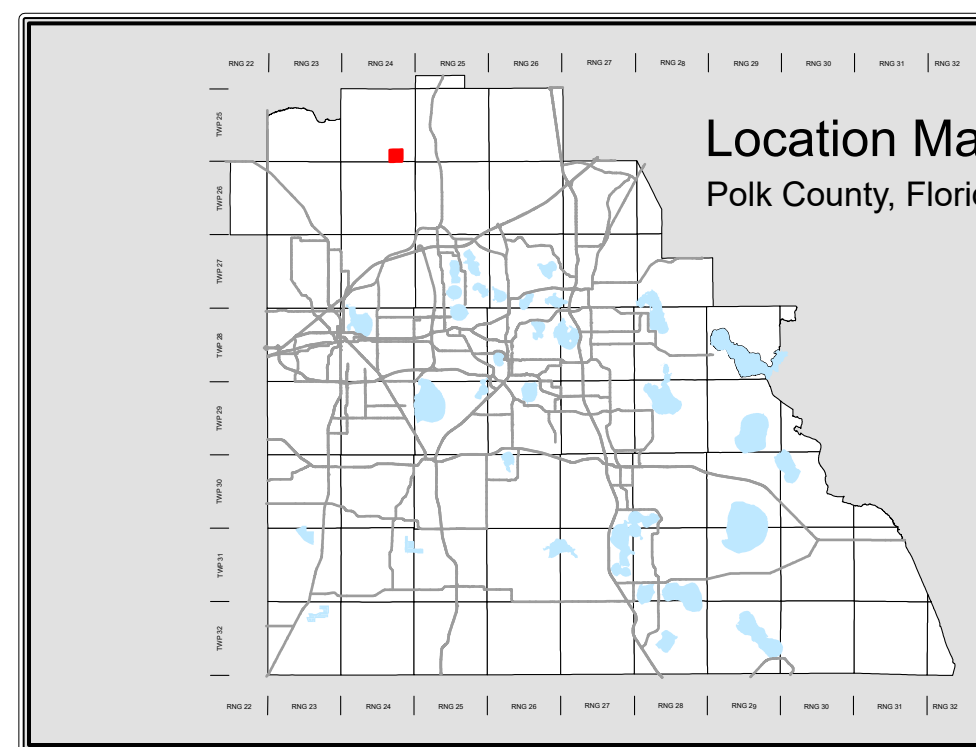 RNG 22 RNG 23 RNG 24 RNG 25 RNG 26 RNG 27 RNG 28 RNG 29 RNG 30 RNG 31 RNG 32
Location Ma
Polk County, Flori
TWP 25
TWP 26
TWP 27
TWP 28
TWP 29
TWP 30
TWP 31
TWP 32
RNG 22 RNG 23 RNG 24 RNG 25 RNG 26 RNG 27 RNG 28 RNG 29 RNG 30 RNG 31 RNG 32